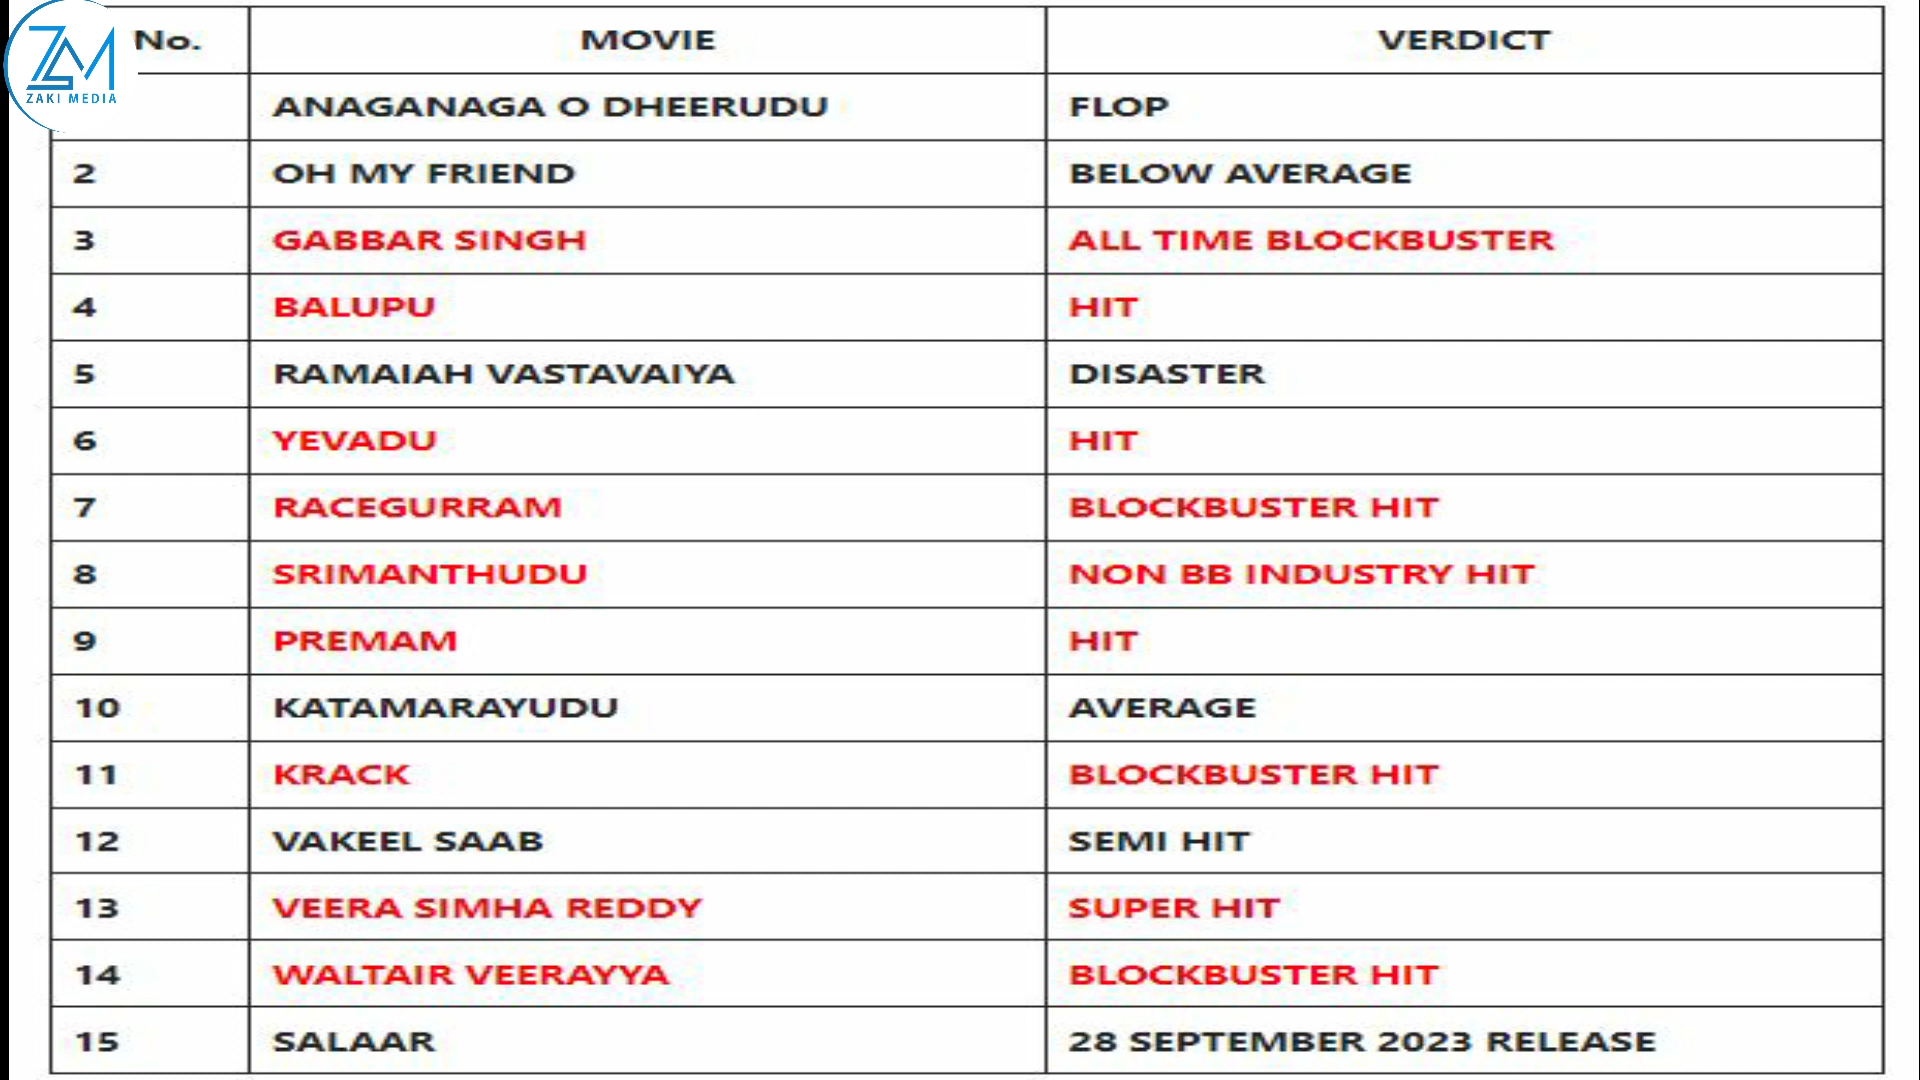 ZM
ZAKI MEDIA
No. MOVIE VERDICT
ANAGANAGA O DHEERUDU FLOP
2 OH MY FRIEND BELOW AVERAGE
3 GABBAR SINGH ALL TIME BLOCKBUSTER
4 BALUPU HIT
5 RAMAIAH VASTAVAIYA DISASTER
6 YEVADU HIT
7 RACEGURRAM BLOCKBUSTER HIT
8 SRIMANTHUDU NON BB INDUSTRY HIT
9 PREMAM HIT
10 KATAMARAYUDU AVERAGE
11 KRACK BLOCKBUSTER HIT
12 VAKEEL SAAB SEMI HIT
13 VEERA SIMHA REDDY SUPER HIT
14 WALTAIR VEERAYYA BLOCKBUSTER HIT
15 SALAAR 28 SEPTEMBER 2023 RELEASE